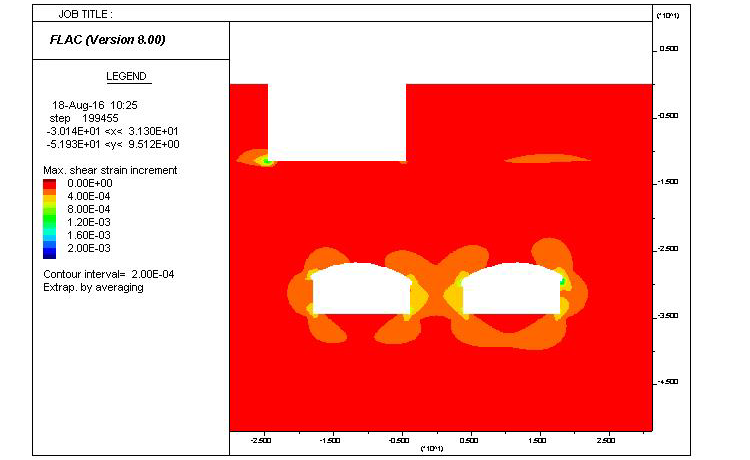 JOB TITLE :
FLAC (Version 8.00)
LEGEND
18-Aug-16 10:25
step 199455
-3.014E+01 <x< 3.130E+01
-5.193E+01 <y< 9.512E+00
Max. shear strain increment
0.00E+00
4.00E-04
8.00E-04
1.20E-03
1.60E-03
2.00E-03
Contour interval= 2.00E-04
Extrap. by averaging
(*10^1)
0.500
-0.500
-1.500
-2.500
-3.500
-4.500
-2.500 -1.500 -0.500 0.500 1.500 2.500
(*10^1)